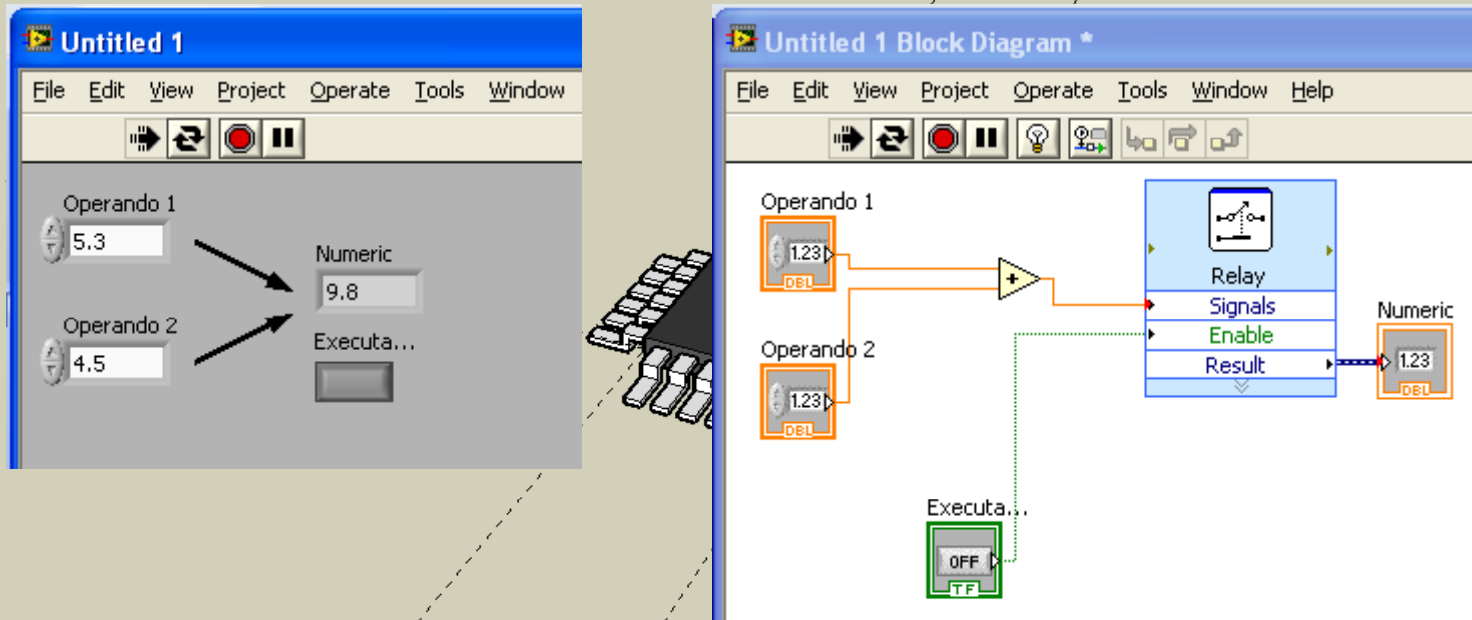 Untitled 1
File Edit View Project Operate Tools Window
Operando 1
5.3
Numeric
9.8
Operando 2
4.5
Executa...
Untitled 1 Block Diagram *
File Edit View Project Operate Tools Window Help
Operando 1
1.23
DBL
+
Relay
Signals
Enable
Result
Numeric
1.23
DBL
Operando 2
1.23
DBL
Executa...
OFF
TF